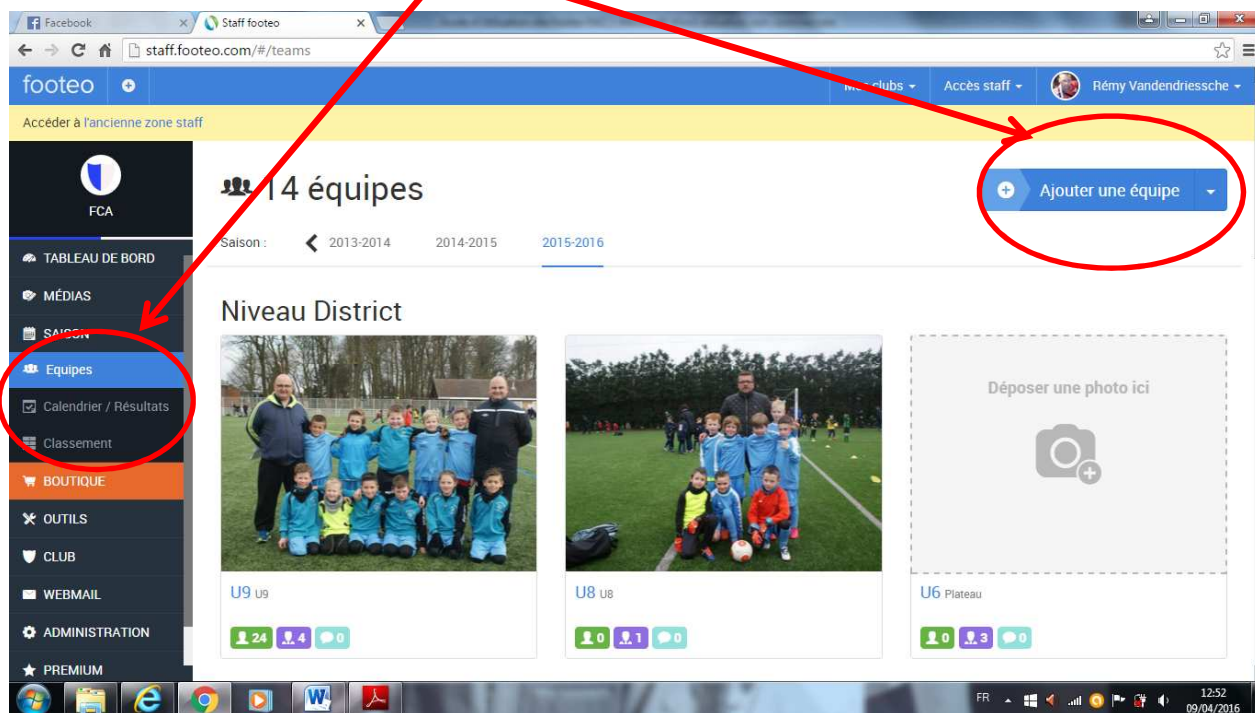 Facebook
Staff footeo
staff.footeo.com/#/teams
footeo
Mes clubs
Accès staff
Rémy Vandendriessche
Accéder à l'ancienne zone staff
FCA
14 équipes
Ajouter une équipe
Saison :
2013-2014
2014-2015
2015-2016
TABLEAU DE BORD
MÉDIAS
SAISON
Equipes
Calendrier / Résultats
Classement
BOUTIQUE
OUTILS
CLUB
WEBMAIL
ADMINISTRATION
PREMIUM
Niveau District
Déposer une photo ici
U9 U9
24 4 0
U8 U8
0 1 0
U6 Plateau
0 3 0
FR
12:52
09/04/2016